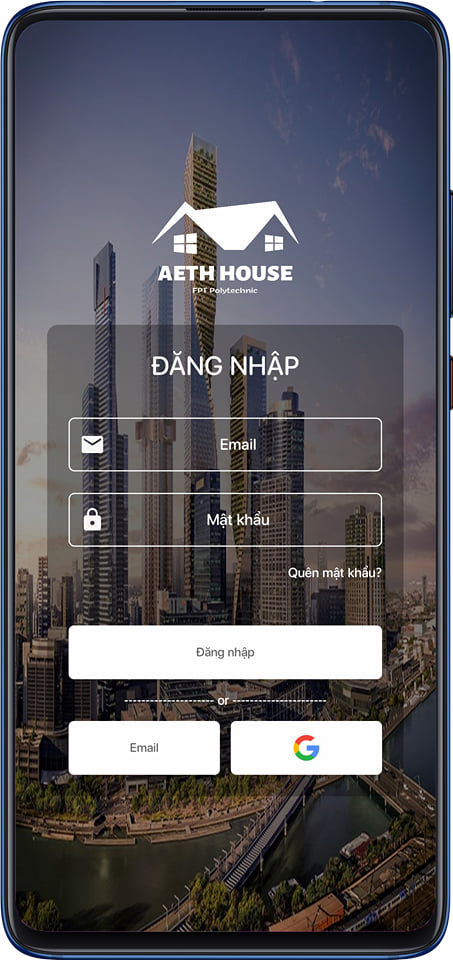 AETH HOUSE
FPT Polytechnic
ĐĂNG NHẬP
Email
Mật khẩu
Quên mật khẩu?
Đăng nhập
or
Email